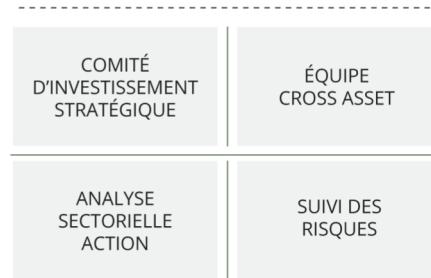 COMITÉ
D'INVESTISSEMENT
STRATÉGIQUE
ÉQUIPE
CROSS ASSET
ANALYSE
SECTORIELLE
ACTION
SUIVI DES
RISQUES